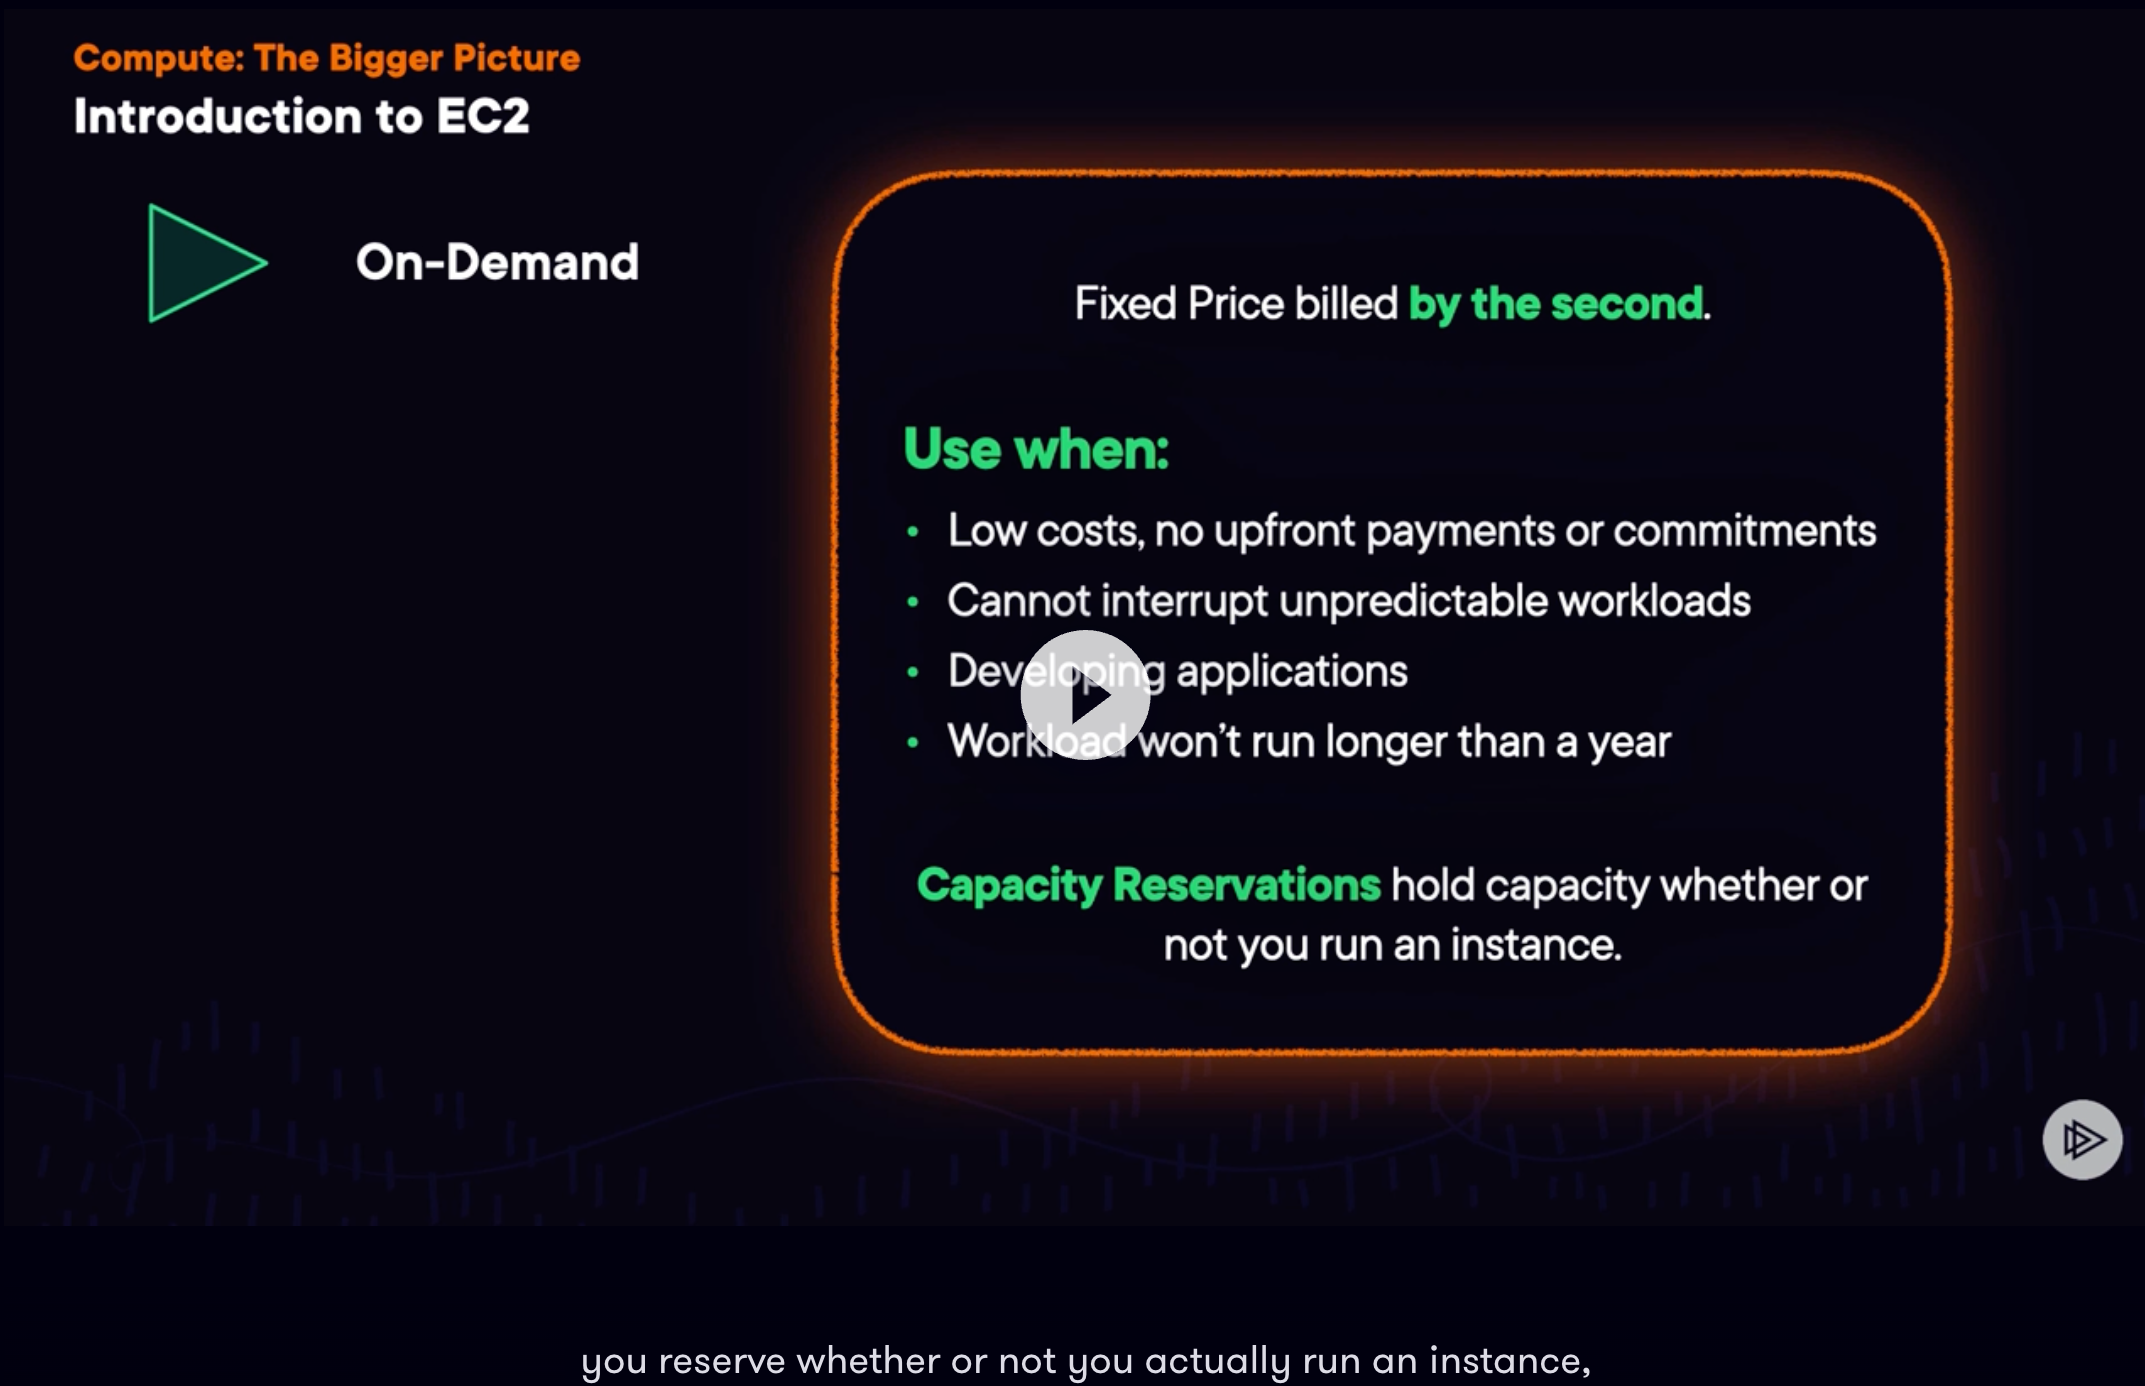 Compute: The Bigger Picture
Introduction to EC2
On-Demand
Fixed Price billed by the second.
Use when:
• Low costs, no upfront payments or commitments
• Cannot interrupt unpredictable workloads
• Developing applications
• Workload won’t run longer than a year
Capacity Reservations hold capacity whether or
not you run an instance.
you reserve whether or not you actually run an instance,